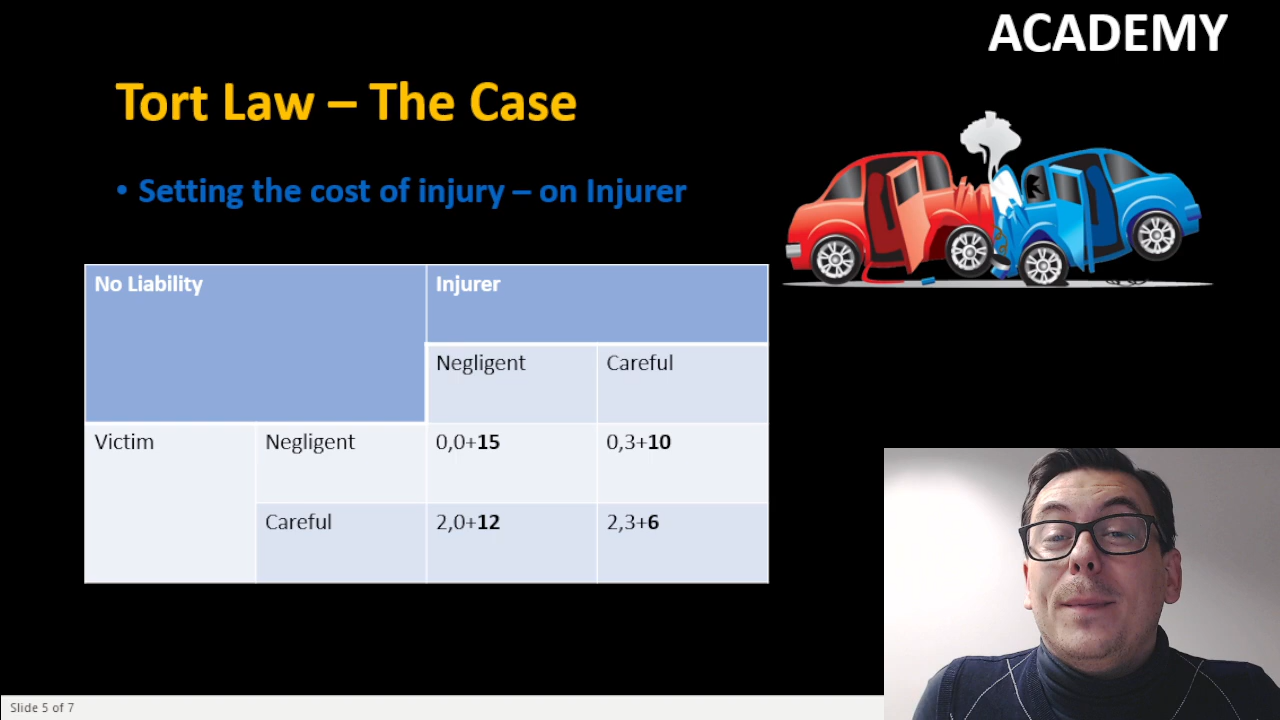 ACADEMY
Tort Law – The Case
• Setting the cost of injury – on Injurer
No Liability Injurer
Negligent Careful
Victim Negligent 0,0+15 0,3+10
Careful 2,0+12 2,3+6
Slide 5 of 7